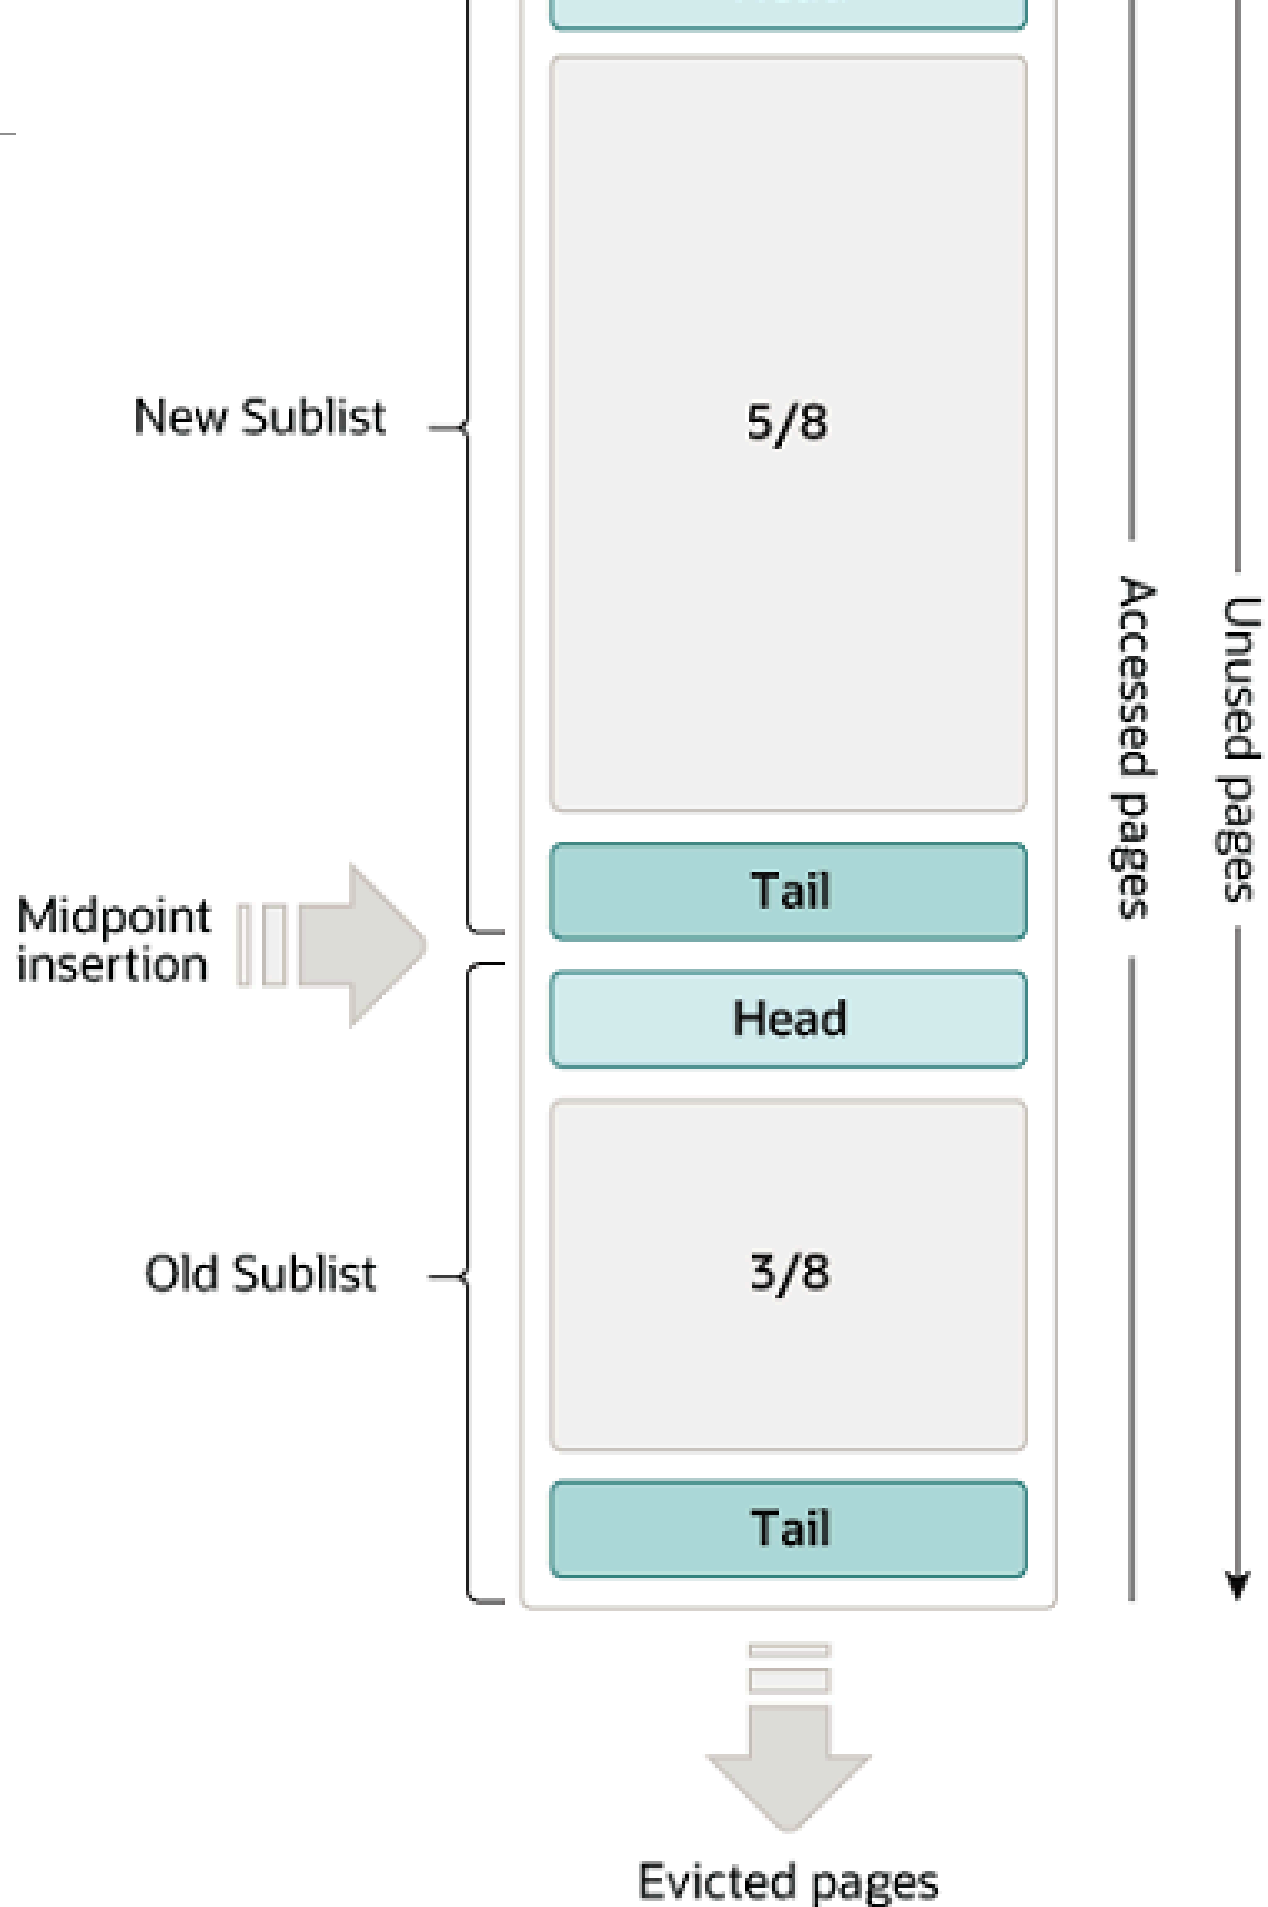 5/8
New Sublist
Accessed pages
Unused pages
Tail
Midpoint
insertion
Head
3/8
Old Sublist
Tail
Evicted pages